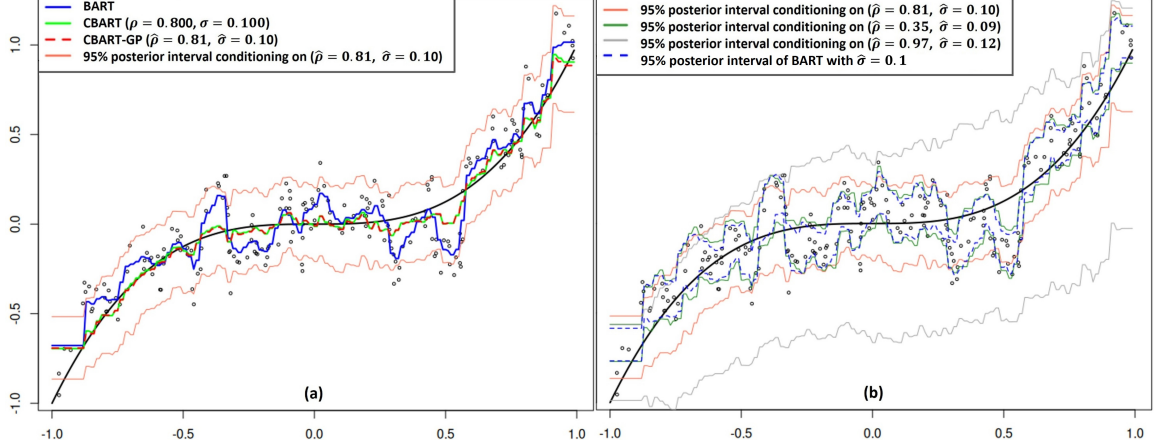 BART
CBART (ρ = 0.800, σ = 0.100)
CBART-GP (ρ̂ = 0.81, σ̂ = 0.10)
95% posterior interval conditioning on (ρ̂ = 0.81, σ̂ = 0.10)
1.0
0.5
0.0
-0.5
-1.0
(a)
-1.0 -0.5 0.0 0.5 1.0
95% posterior interval conditioning on (ρ̂ = 0.81, σ̂ = 0.10)
95% posterior interval conditioning on (ρ̂ = 0.35, σ̂ = 0.09)
95% posterior interval conditioning on (ρ̂ = 0.97, σ̂ = 0.12)
95% posterior interval of BART with σ̂ = 0.1
(b)
-1.0 -0.5 0.0 0.5 1.0